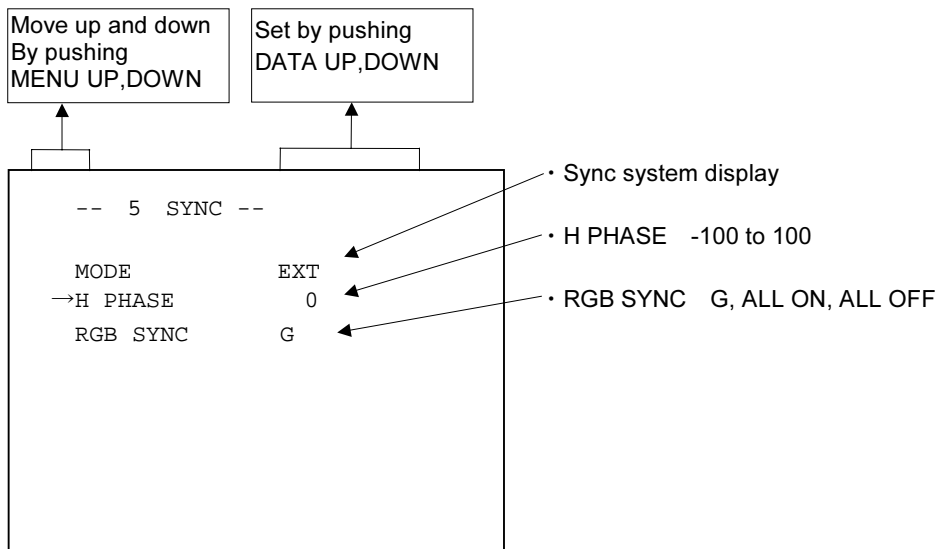 Move up and down
By pushing
MENU UP,DOWN
Set by pushing
DATA UP,DOWN
-- 5 SYNC --
MODE EXT
→H PHASE 0
RGB SYNC G
・Sync system display
・H PHASE -100 to 100
・RGB SYNC G, ALL ON, ALL OFF